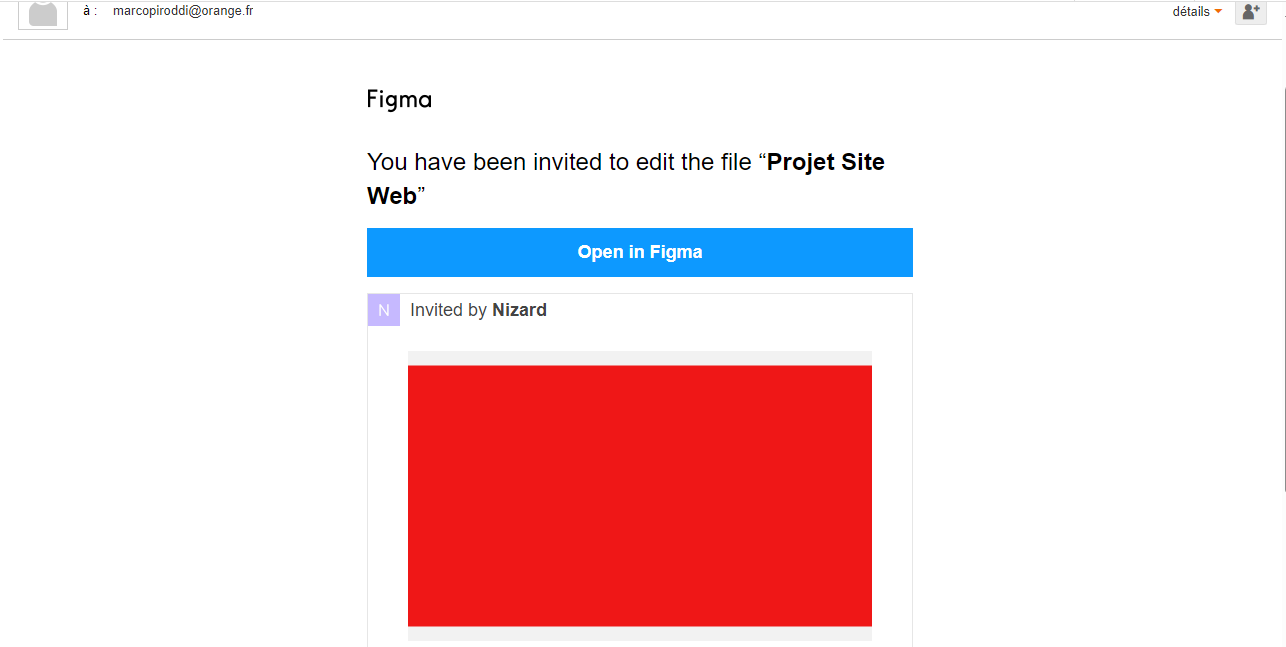 à : marcopiroddi@orange.fr détails
Figma
You have been invited to edit the file “Projet Site
Web”
Open in Figma
N Invited by Nizard